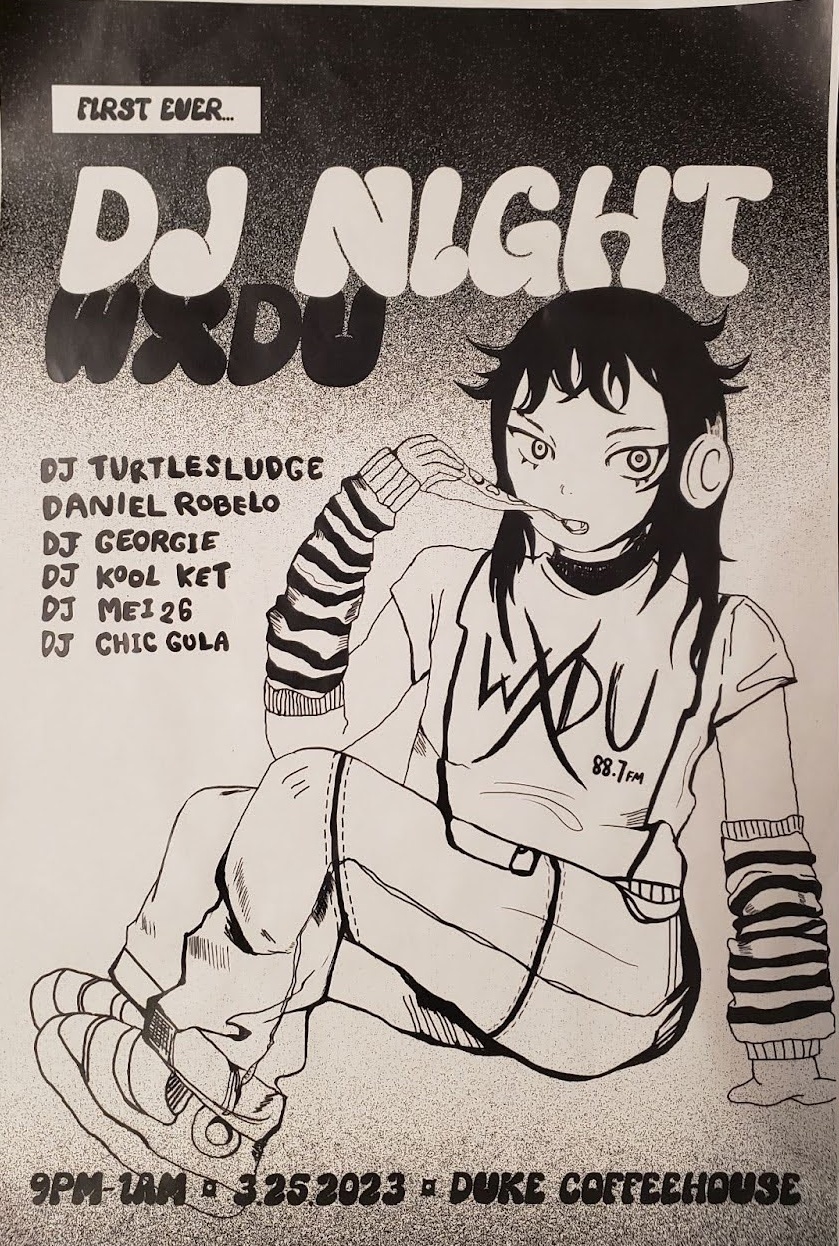 FIRST EVER...
DJ NIGHT
WXDU
DJ TURTLESLUDGE
DANIEL ROBELO
DJ GEORGIE
DJ KOOL KET
DJ MEI 26
DJ CHIC GULA
WXDU
88.7 FM
9PM-1AM ¤ 3.25.2023 ¤ DUKE COFFEEHOUSE